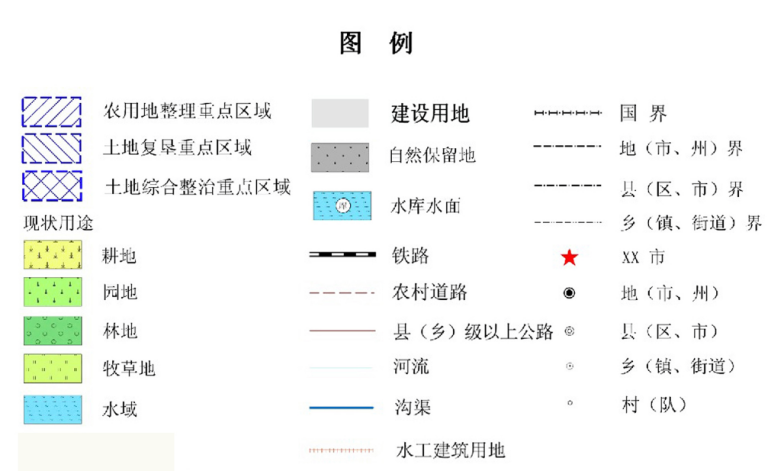 图 例
农用地整理重点区域
土地复垦重点区域
土地综合整治重点区域
现状用途
耕地
园地
林地
牧草地
水域
建设用地
自然保留地
水库水面
铁路
农村道路
县（乡）级以上公路
河流
沟渠
水工建筑用地
国 界
地（市、州）界
县（区、市）界
乡（镇、街道）界
XX 市
地（市、州）
县（区、市）
乡（镇、街道）
村（队）